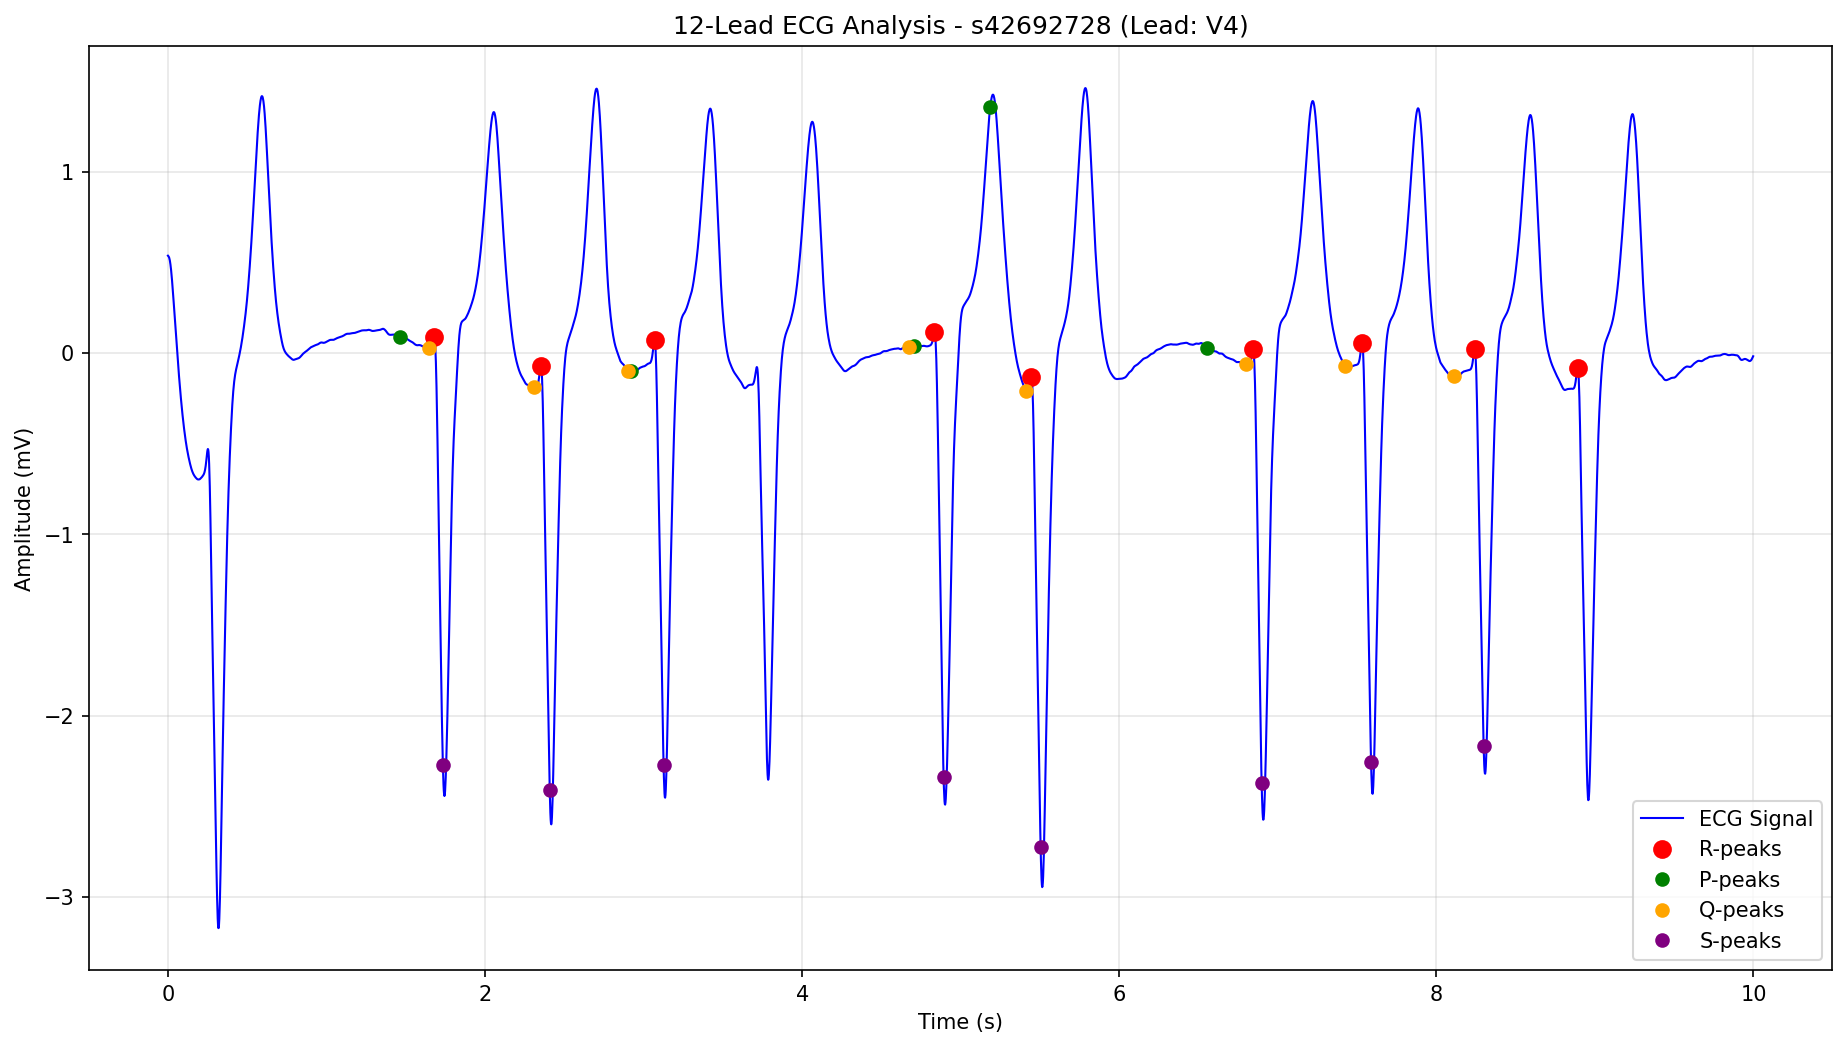 12-Lead ECG Analysis - s42692728 (Lead: V4)
Amplitude (mV)
1
0
−1
−2
−3
0
2
4
6
8
10
Time (s)
ECG Signal
R-peaks
P-peaks
Q-peaks
S-peaks